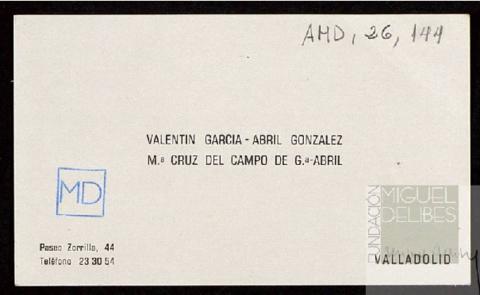 AMD, 26, 144
VALENTIN GARCIA-ABRIL GONZALEZ
M.ª CRUZ DEL CAMPO DE G.ª-ABRIL
MD
Paseo Zorrilla, 44
Teléfono 23 30 54
FUNDACIÓN
MIGUEL
DELIBES
VALLADOLID